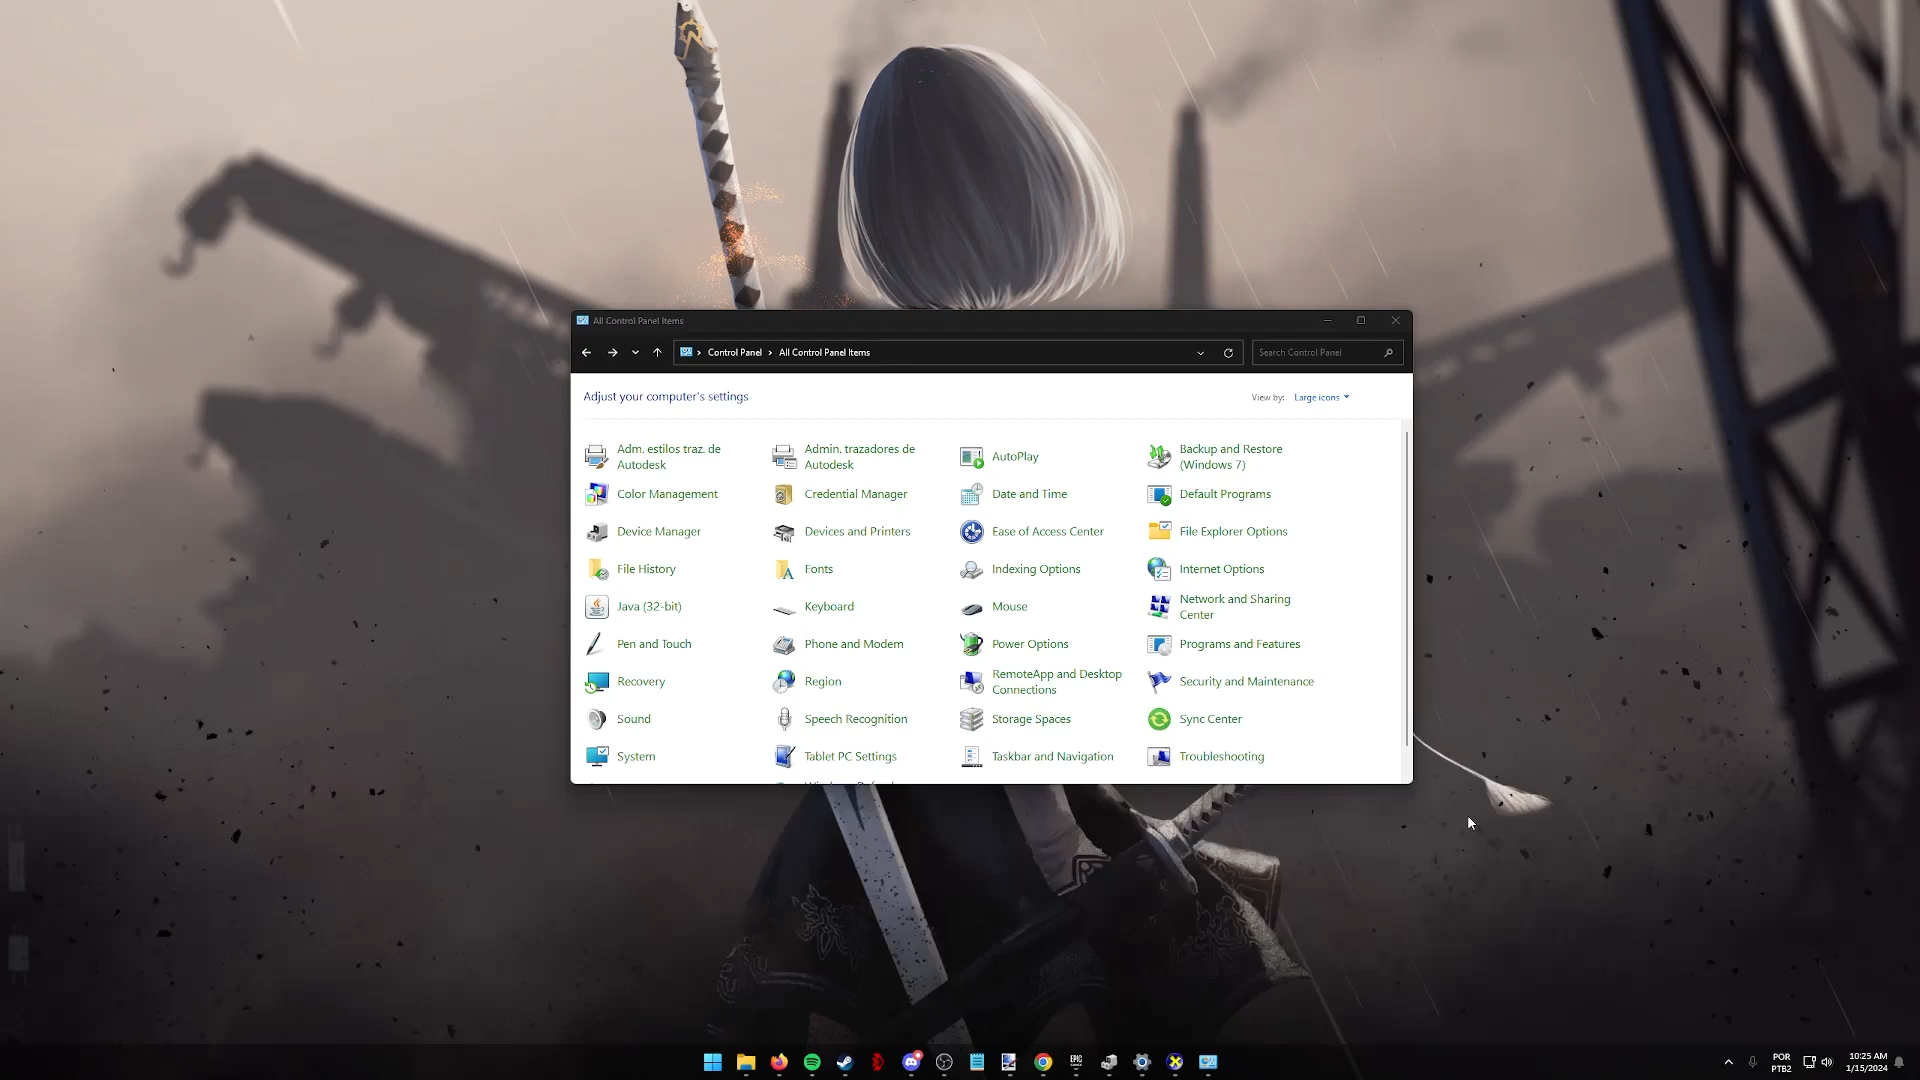 All Control Panel Items
Control Panel > All Control Panel Items
Search Control Panel
Adjust your computer's settings
View by: Large icons
Adm. estilos traz. de
Autodesk
Admin. trazadores de
Autodesk
AutoPlay
Backup and Restore
(Windows 7)
Color Management
Credential Manager
Date and Time
Default Programs
Device Manager
Devices and Printers
Ease of Access Center
File Explorer Options
File History
Fonts
Indexing Options
Internet Options
Java (32-bit)
Keyboard
Mouse
Network and Sharing
Center
Pen and Touch
Phone and Modem
Power Options
Programs and Features
Recovery
Region
RemoteApp and Desktop
Connections
Security and Maintenance
Sound
Speech Recognition
Storage Spaces
Sync Center
System
Tablet PC Settings
Taskbar and Navigation
Troubleshooting
EPIC
POR
PTB2
10:25 AM
1/15/2024